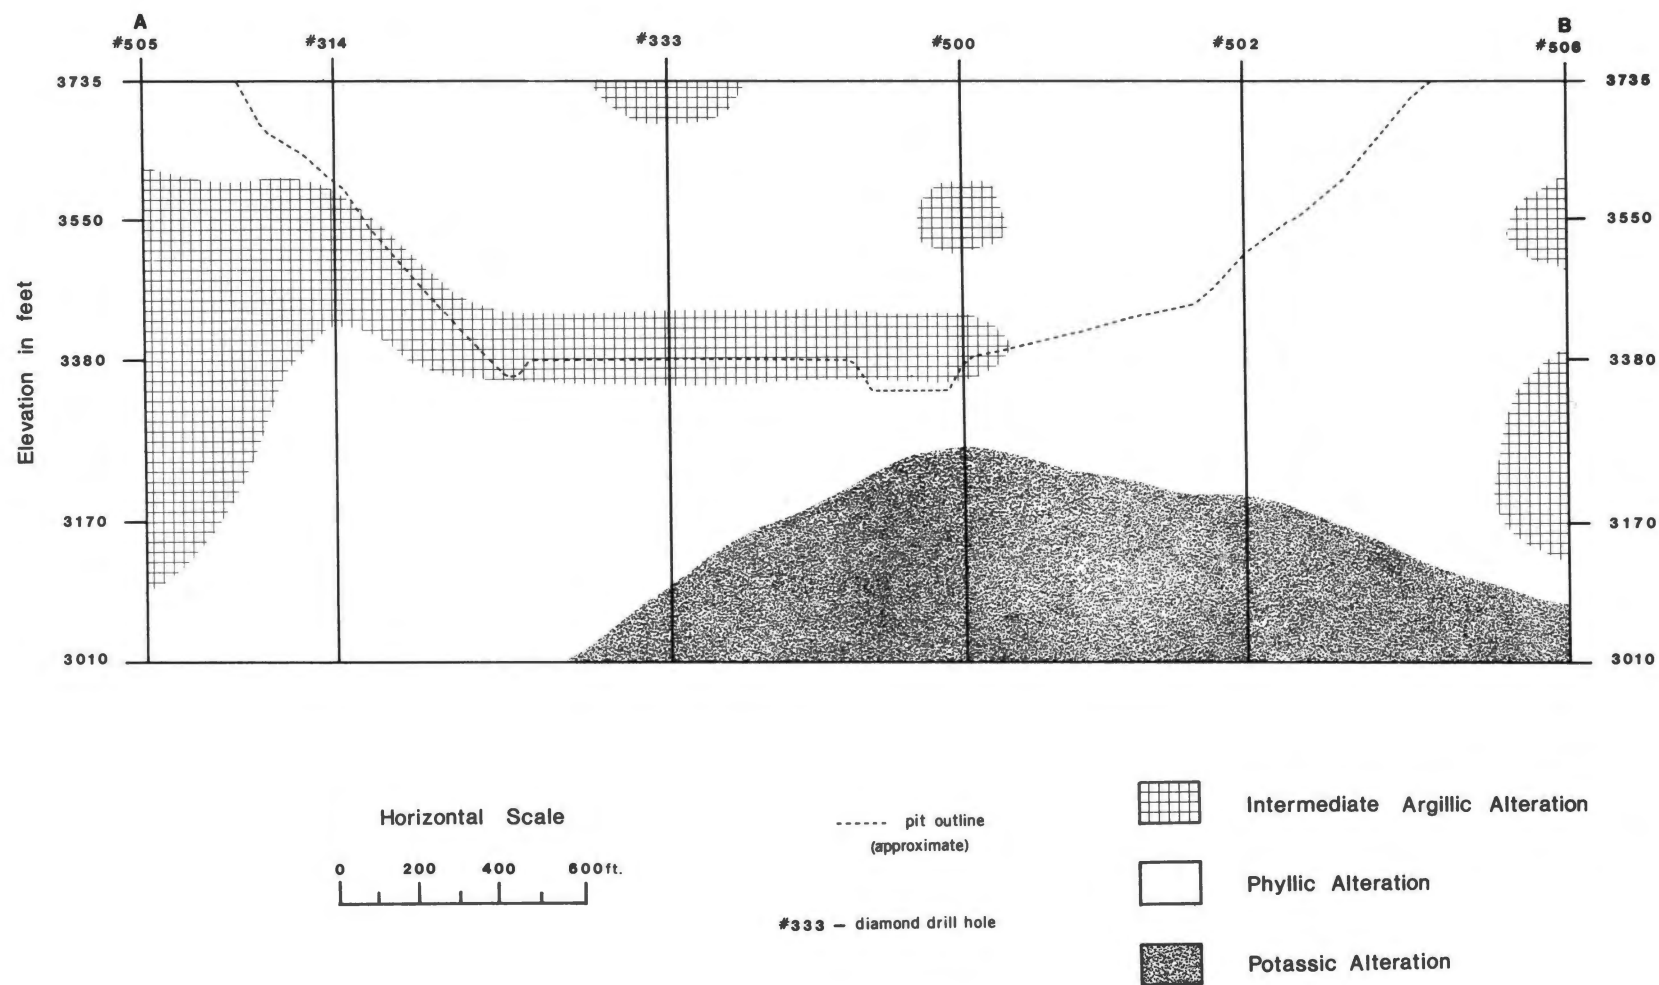 A B
#505 #314 #333 #500 #502 #506
3735 3735
3550 3550
3380 3380
3170 3170
3010 3010
Elevation in feet
Horizontal Scale
0 200 400 600ft.
pit outline
(approximate)
#333 – diamond drill hole
Intermediate Argillic Alteration
Phyllic Alteration
Potassic Alteration